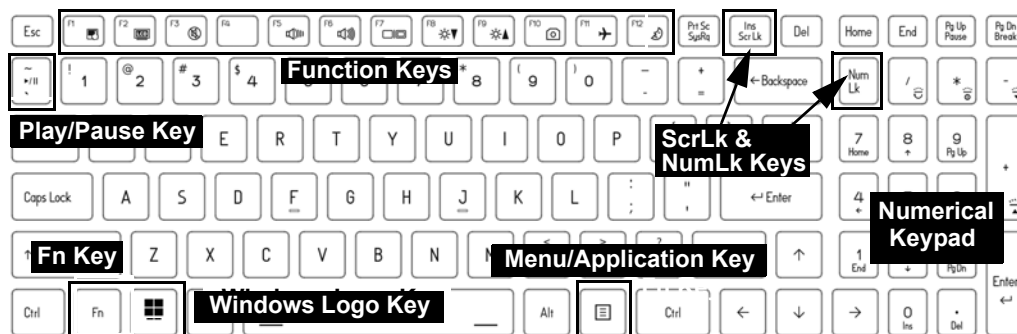 Esc F1 F2 F3 F4 F5 F6 F7 F8 F9 F10 F11 F12 Prt Sc Ins Del Home End Pg Up Pg Dn
SysRq Scr Lk Pause Break
Function Keys
~ ! 1 @ 2 # 3 $ 4 * 8 ( 9 ) 0 _ - + = ← Backspace Num Lk / * -
Play/Pause Key
E R T Y U I O P 7 Home 8 ↑ 9 Pg Up +
ScrLk &
NumLk Keys
Caps Lock A S D F G H J K L : ; " ' ↵ Enter 4 ←
Numerical
Keypad
Fn Key
Z X C V B N ↑ 1 End ↓ Pg Dn Enter
Menu/Application Key
Ctrl Fn Alt Ctrl ← ↓ → 0 Ins . Del
Windows Logo Key